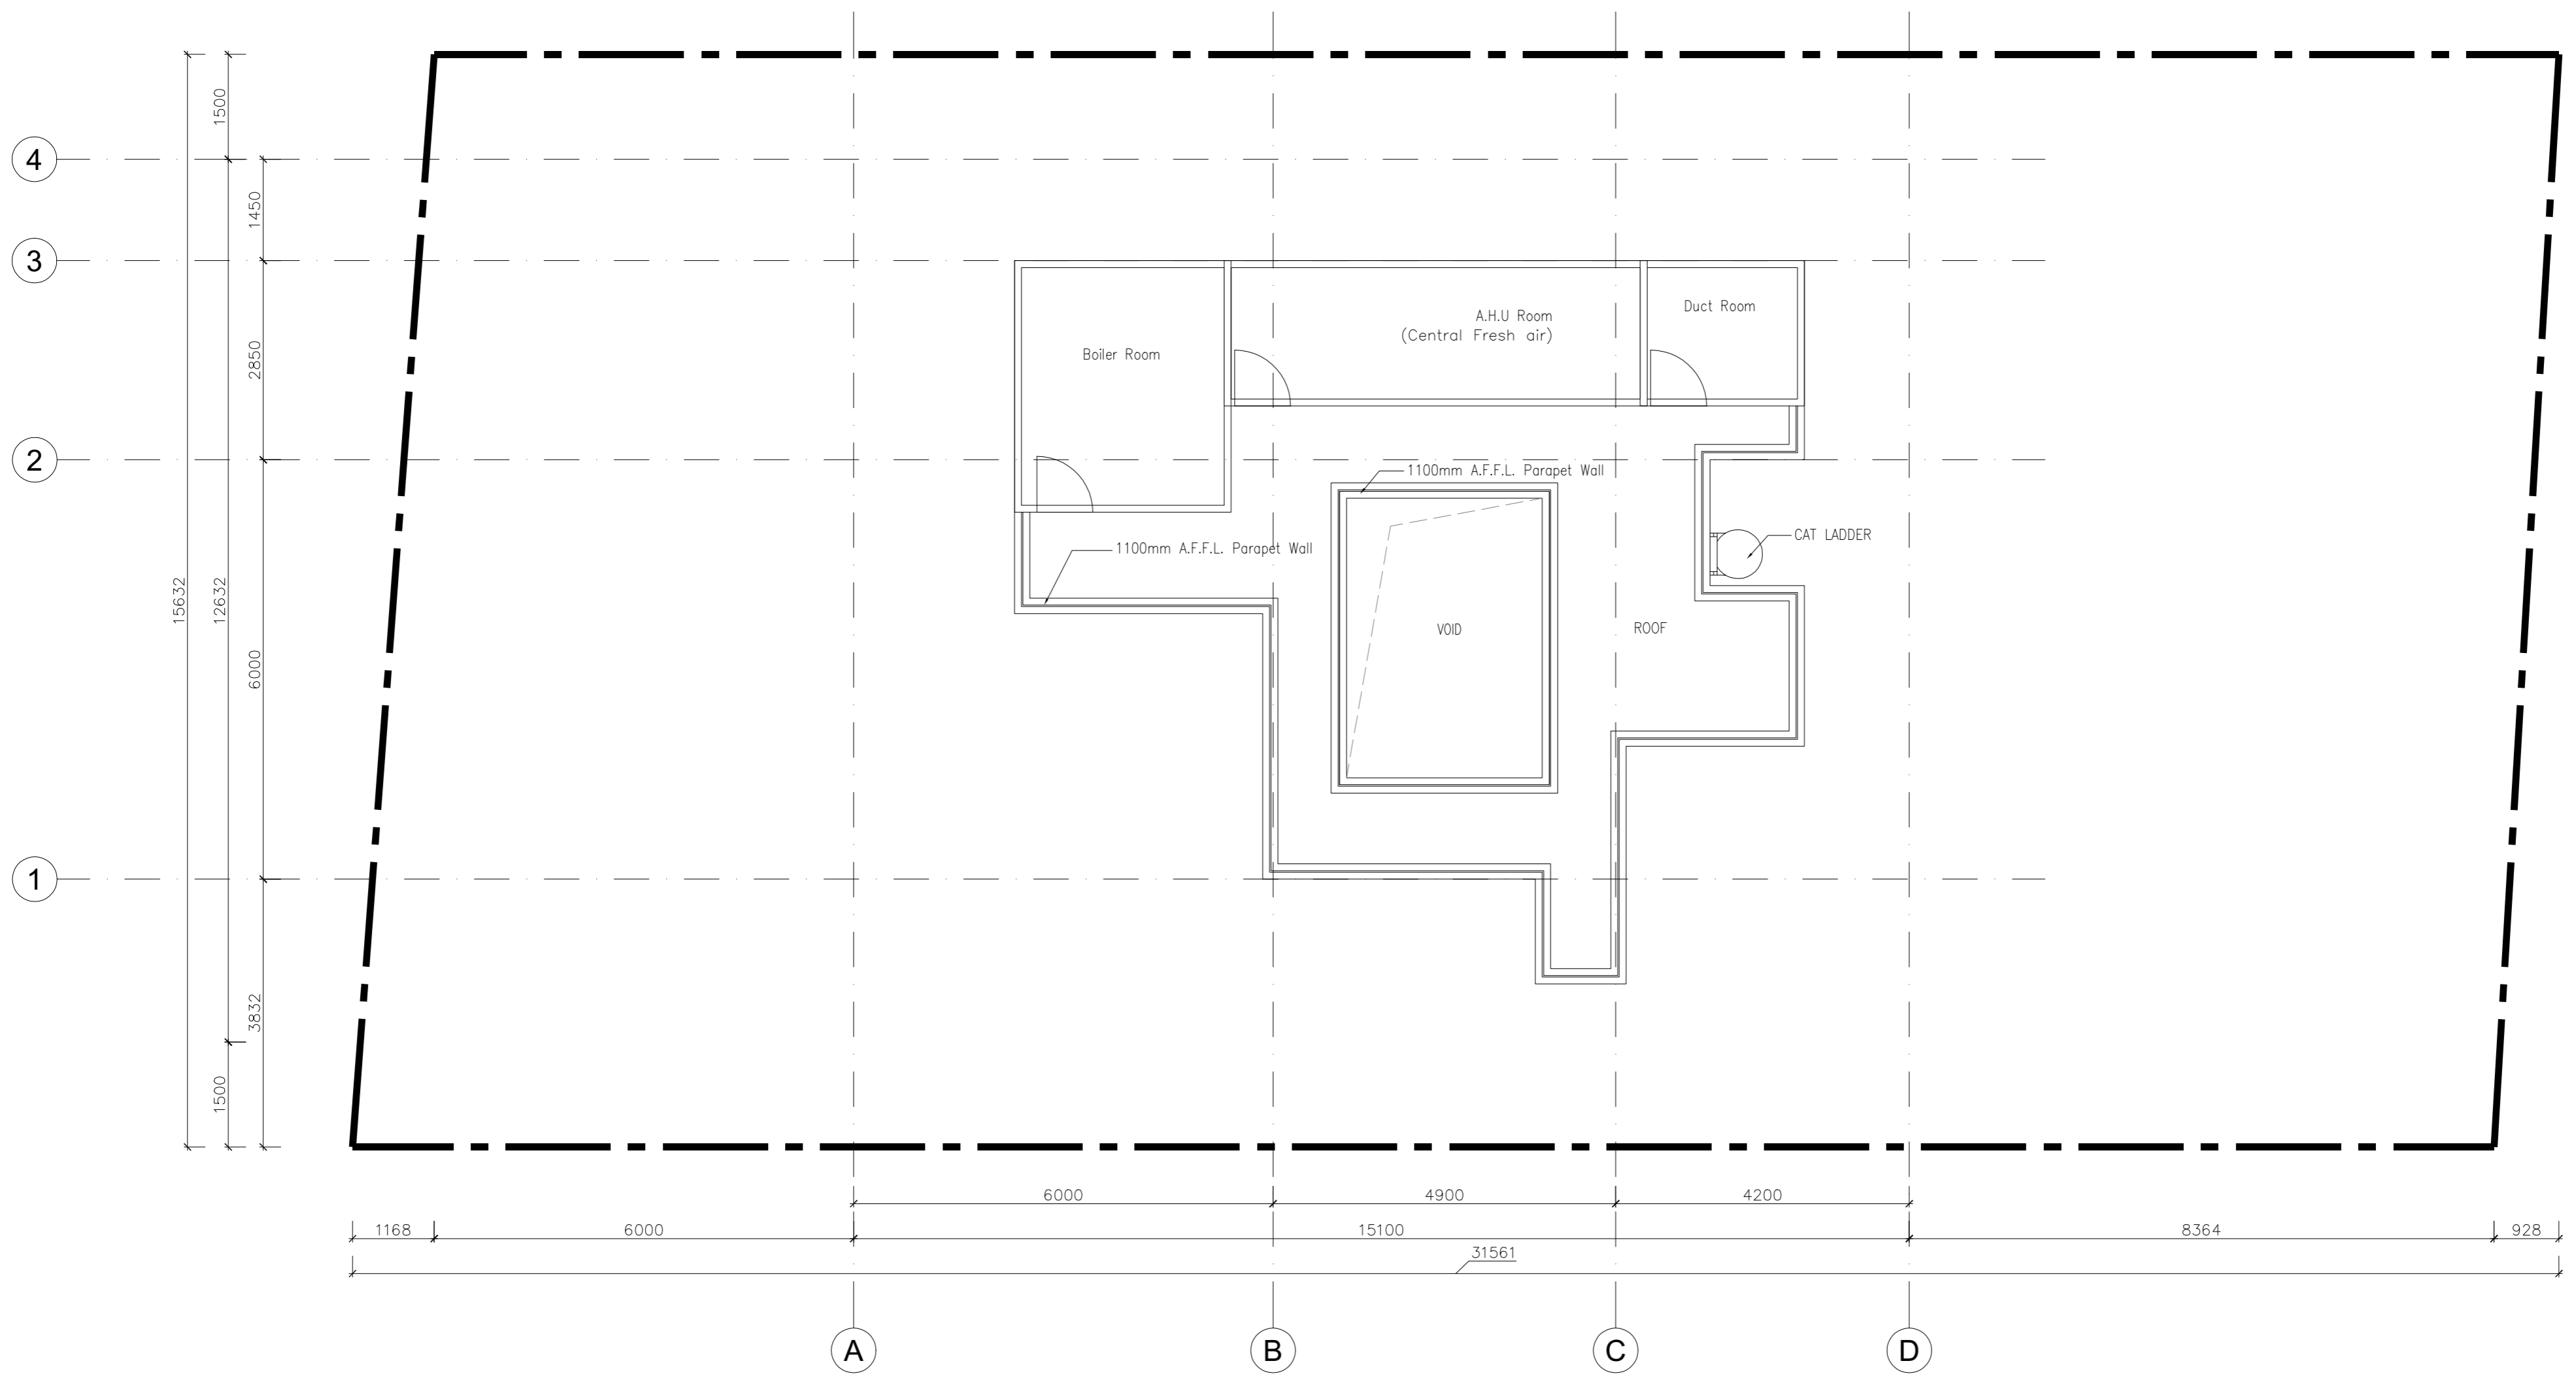 1500
4
1450
3
Duct Room
A.H.U Room
(Central Fresh air)
Boiler Room
2850
2
1100mm A.F.F.L. Parapet Wall
CAT LADDER
1100mm A.F.F.L. Parapet Wall
15632
12632
VOID
ROOF
6000
1
3832
1500
6000
4900
4200
1168
6000
15100
8364
928
31561
A
B
C
D